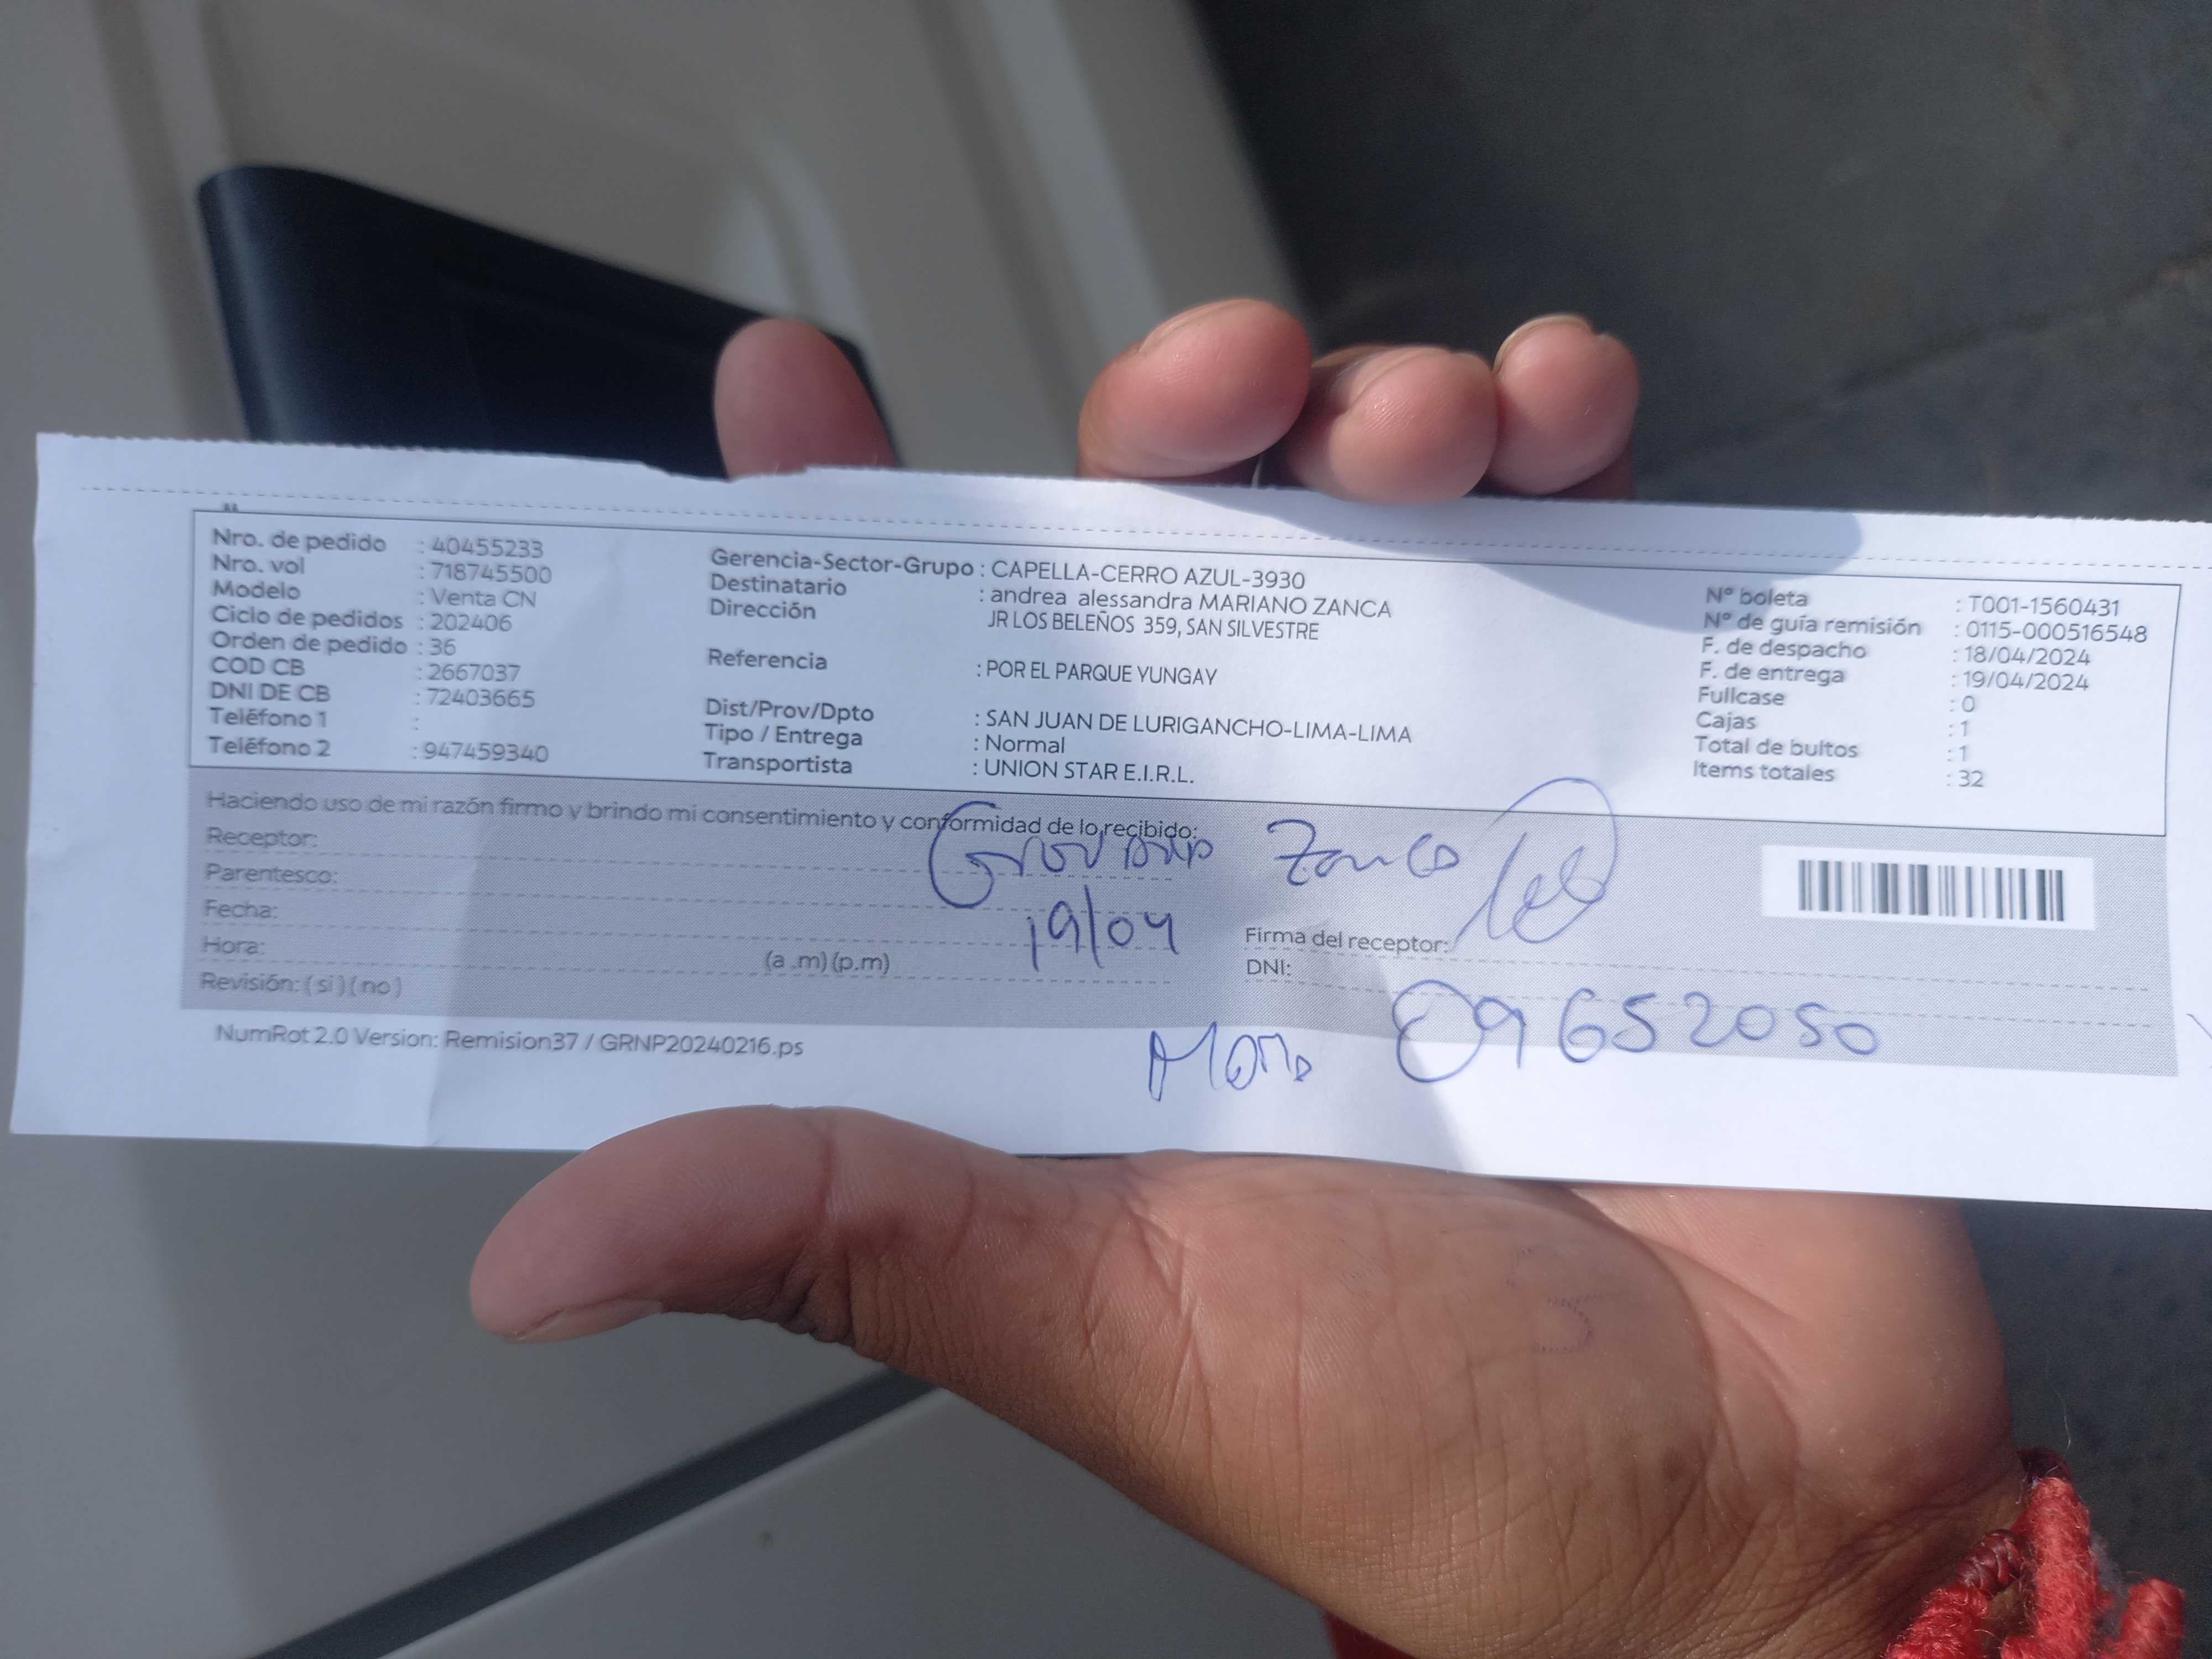 Nro. de pedido : 40455233
Nro. vol : 718745500
Modelo : Venta CN
Ciclo de pedidos : 202406
Orden de pedido : 36
COD CB : 2667037
DNI DE CB : 72403665
Teléfono 1 :
Teléfono 2 : 947459340
Gerencia-Sector-Grupo : CAPELLA-CERRO AZUL-3930
Destinatario : andrea alessandra MARIANO ZANCA
Dirección JR LOS BELEÑOS 359, SAN SILVESTRE
Referencia : POR EL PARQUE YUNGAY
Dist/Prov/Dpto : SAN JUAN DE LURIGANCHO-LIMA-LIMA
Tipo / Entrega : Normal
Transportista : UNION STAR E.I.R.L.
Nº boleta : T001-1560431
Nº de guía remisión : 0115-000516548
F. de despacho : 18/04/2024
F. de entrega : 19/04/2024
Fullcase : 0
Cajas : 1
Total de bultos : 1
Items totales : 32
Haciendo uso de mi razón firmo y brindo mi consentimiento y conformidad de lo recibido:
Receptor:
Parentesco:
Fecha: 19/04
Hora: (a .m) (p.m)
Revisión: ( si ) ( no )
Firma del receptor:
DNI: 09652050
NumRot 2.0 Version: Remision37 / GRNP20240216.ps